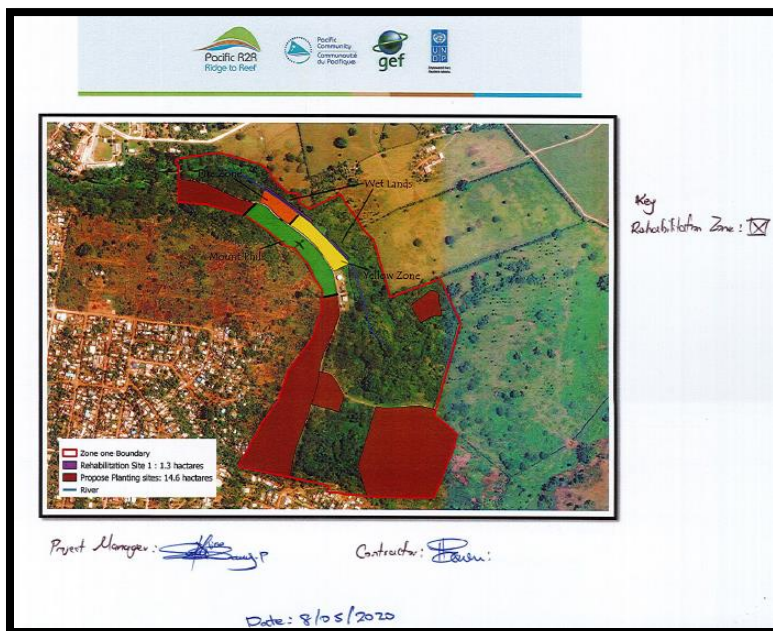 Pacific R2R
Ridge to Reef
Pacific
Community
Communauté
du Pacifique
gef
U N
D P
Wet Lands
Mount Phils
Yellow Zone
Zone one Boundary
Rehabilitation Site 1 : 1.3 hactares
Propose Planting sites: 14.6 hactares
River
Key
Rehabilitation Zone:
Project Manager:
Contractor:
Date: 8/05/2020